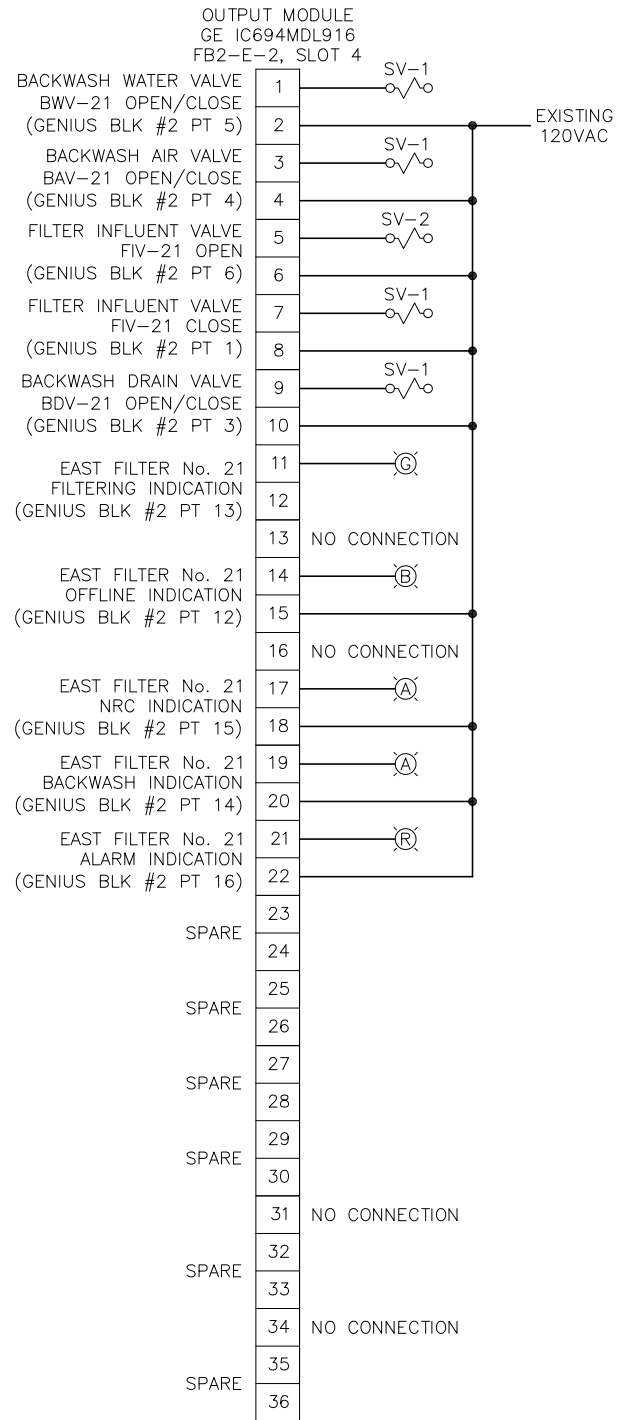 OUTPUT MODULE
GE IC694MDL916
FB2-E-2, SLOT 4
BACKWASH WATER VALVE
BWV-21 OPEN/CLOSE
(GENIUS BLK #2 PT 5)
1
SV-1
2
EXISTING
120VAC
BACKWASH AIR VALVE
BAV-21 OPEN/CLOSE
(GENIUS BLK #2 PT 4)
3
SV-1
4
FILTER INFLUENT VALVE
FIV-21 OPEN
(GENIUS BLK #2 PT 6)
5
SV-2
6
FILTER INFLUENT VALVE
FIV-21 CLOSE
(GENIUS BLK #2 PT 1)
7
SV-1
8
BACKWASH DRAIN VALVE
BDV-21 OPEN/CLOSE
(GENIUS BLK #2 PT 3)
9
SV-1
10
EAST FILTER No. 21
FILTERING INDICATION
(GENIUS BLK #2 PT 13)
11
G
12
13 NO CONNECTION
EAST FILTER No. 21
OFFLINE INDICATION
(GENIUS BLK #2 PT 12)
14
B
15
16 NO CONNECTION
EAST FILTER No. 21
NRC INDICATION
(GENIUS BLK #2 PT 15)
17
A
18
EAST FILTER No. 21
BACKWASH INDICATION
(GENIUS BLK #2 PT 14)
19
A
20
EAST FILTER No. 21
ALARM INDICATION
(GENIUS BLK #2 PT 16)
21
R
22
SPARE
23
24
SPARE
25
26
SPARE
27
28
SPARE
29
30
31 NO CONNECTION
SPARE
32
33
34 NO CONNECTION
SPARE
35
36